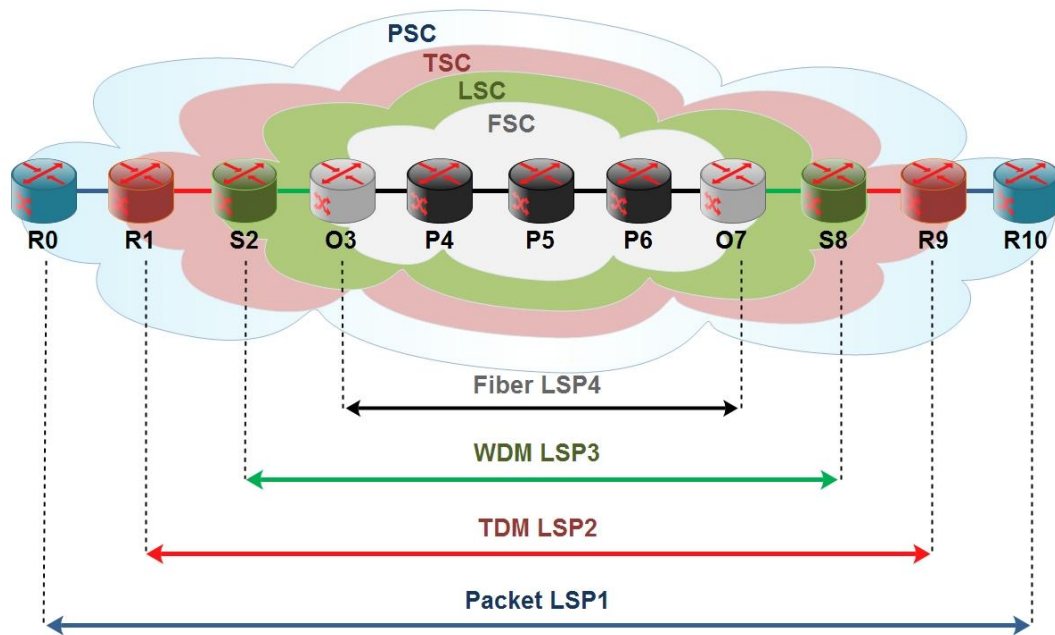 PSC
TSC
LSC
FSC
R0 R1 S2 O3 P4 P5 P6 O7 S8 R9 R10
Fiber LSP4
WDM LSP3
TDM LSP2
Packet LSP1